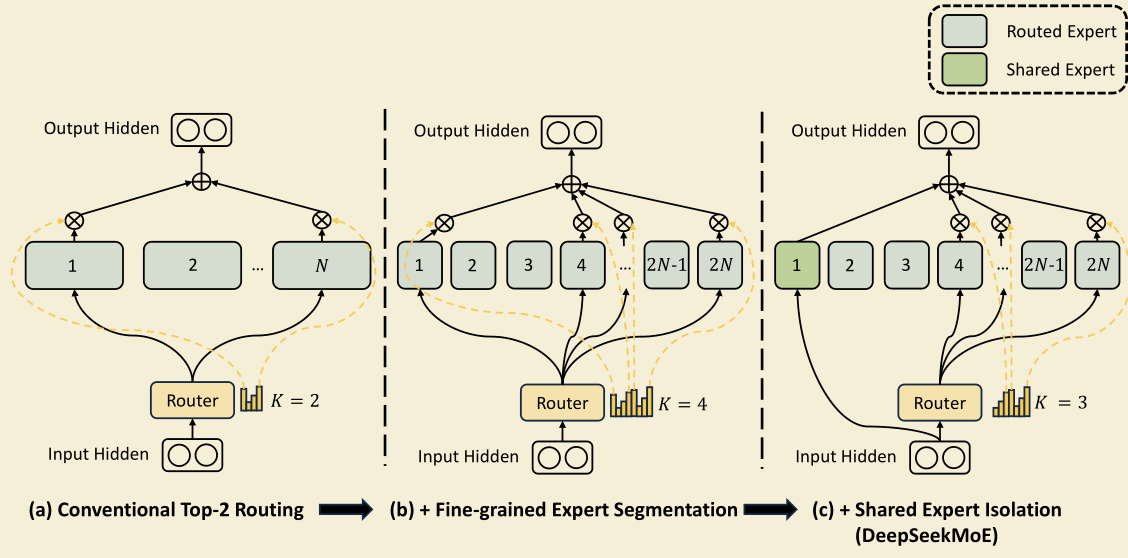 Routed Expert
Shared Expert
Output Hidden
1
2
...
N
Router
K = 2
Input Hidden
(a) Conventional Top-2 Routing
Output Hidden
1
2
3
4
...
2N-1
2N
Router
K = 4
Input Hidden
(b) + Fine-grained Expert Segmentation
Output Hidden
1
2
3
4
...
2N-1
2N
Router
K = 3
Input Hidden
(c) + Shared Expert Isolation
(DeepSeekMoE)